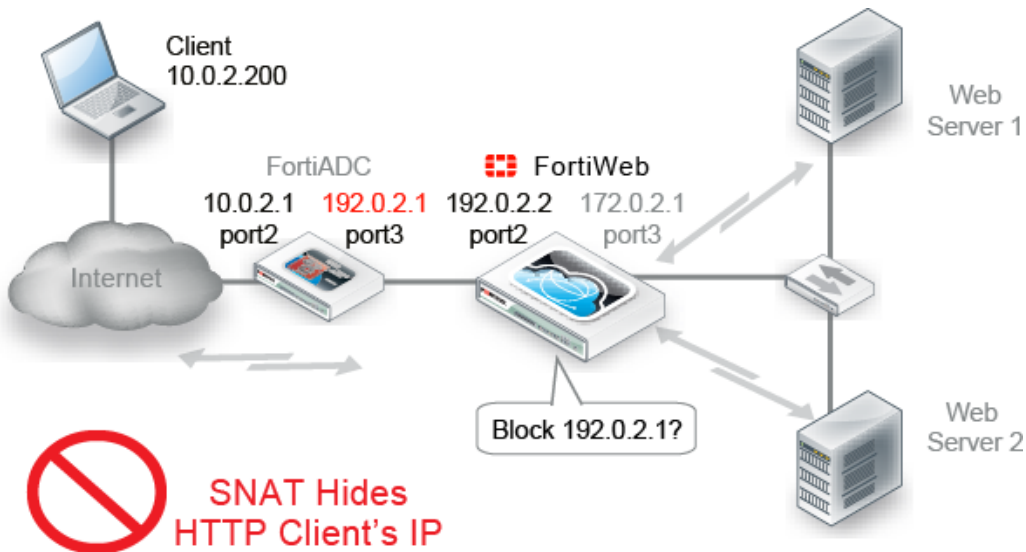 Client
10.0.2.200
Web
Server 1
FortiADC
FortiWeb
10.0.2.1
port2
192.0.2.1
port3
192.0.2.2
port2
172.0.2.1
port3
Internet
Block 192.0.2.1?
Web
Server 2
SNAT Hides
HTTP Client's IP